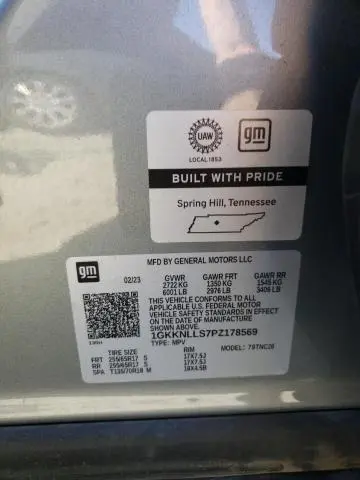 UAW
gm
LOCAL 1853
BUILT WITH PRIDE
Spring Hill, Tennessee
gm
MFD BY GENERAL MOTORS LLC
02/23 GVWR GAWR FRT GAWR RR
2722 KG 1350 KG 1545 KG
6001 LB 2976 LB 3406 LB
THIS VEHICLE CONFORMS TO ALL
APPLICABLE U.S. FEDERAL MOTOR
VEHICLE SAFETY STANDARDS IN
EFFECT ON THE DATE OF MANUFACTURE
SHOWN ABOVE.
1GKKNLLS7PZ178569
TYPE: MPV MODEL: 79TNC26
TIRE SIZE RIM
FRT 255/65R17 S 17X7.5J
RR 255/65R17 S 17X7.5J
SPA T135/70R18 M 18X4.5B